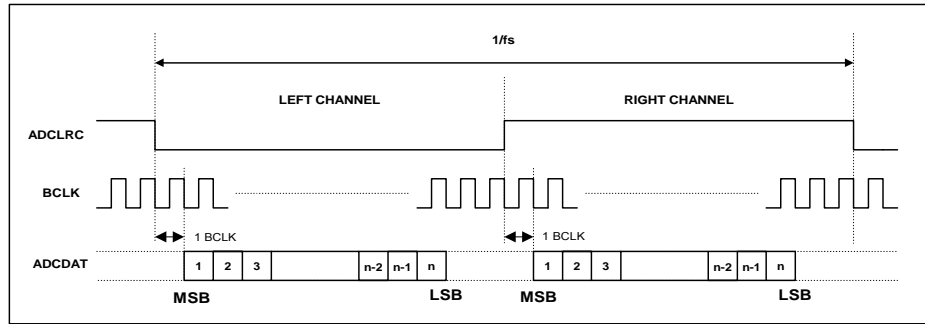 1/fs
LEFT CHANNEL RIGHT CHANNEL
ADCLRC
BCLK
1 BCLK 1 BCLK
ADCDAT 1 2 3 n-2 n-1 n 1 2 3 n-2 n-1 n
MSB LSB MSB LSB